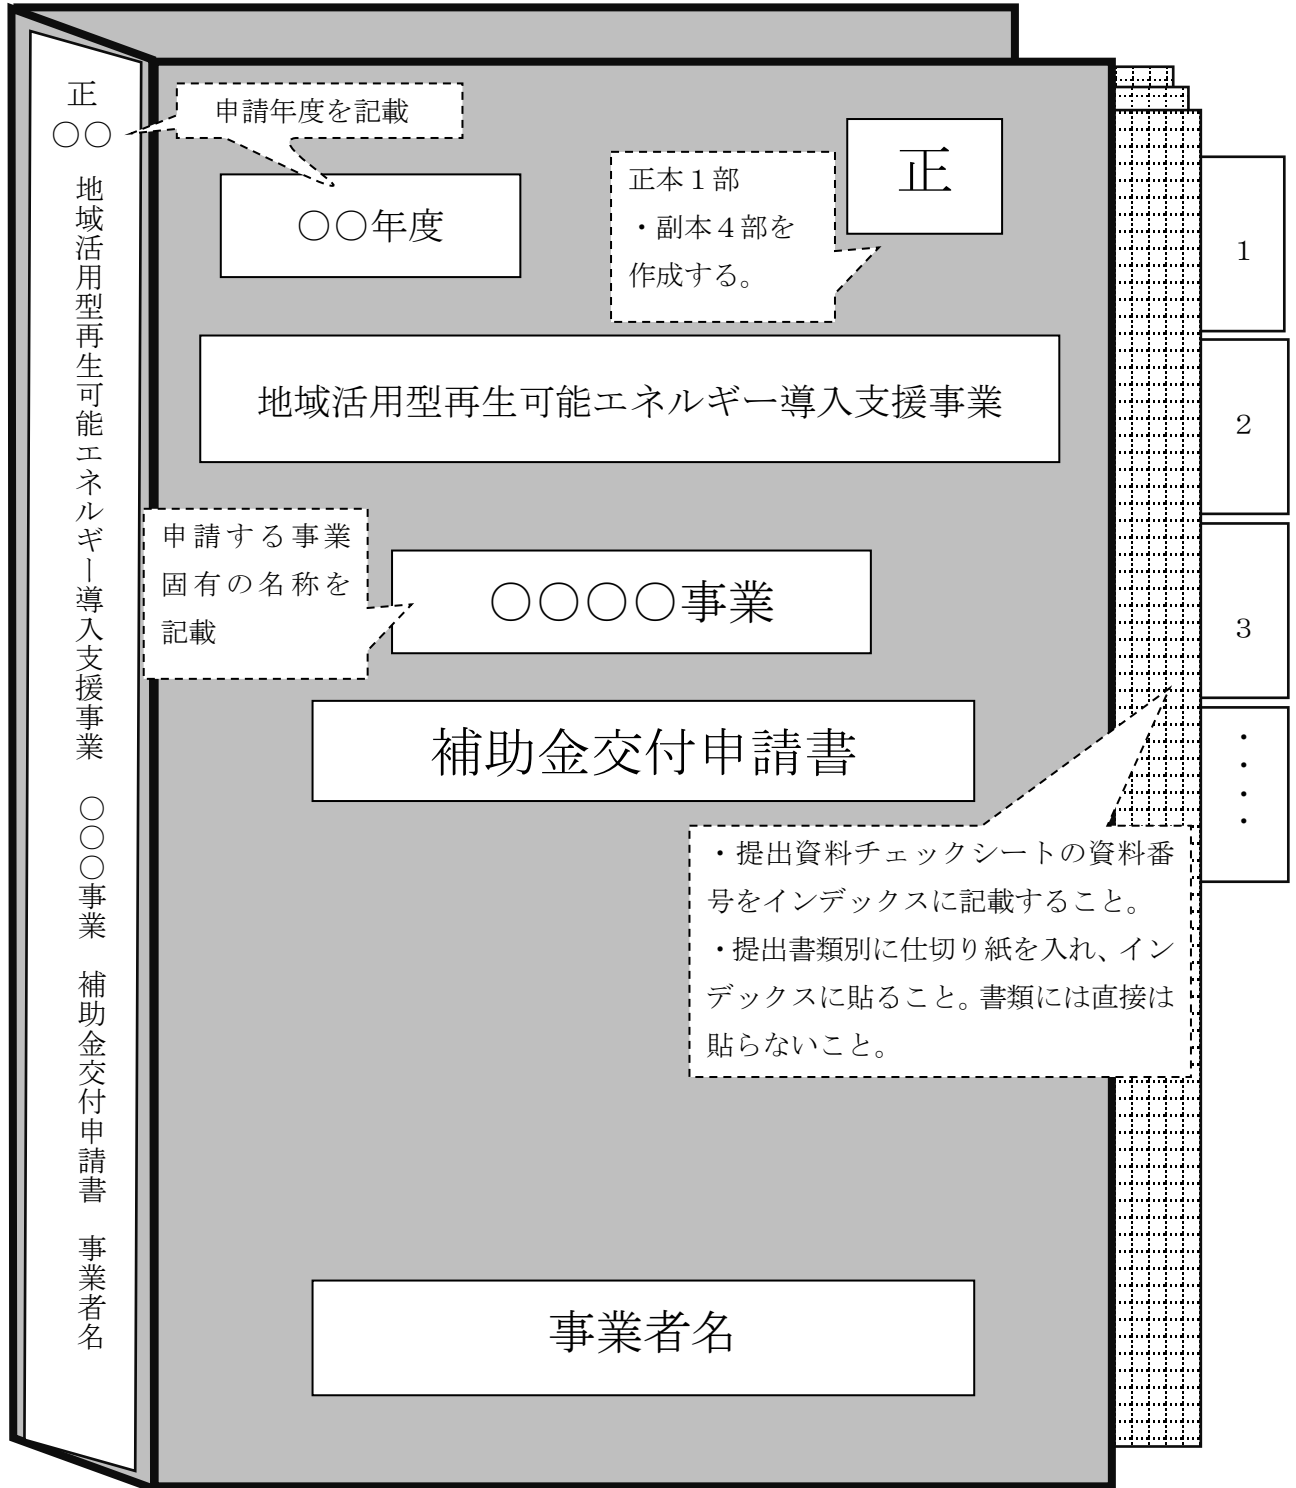 正
○○
地域活用型再生可能エネルギー導入支援事業　○○○事業　補助金交付申請書　事業者名
申請年度を記載
○○年度
正本１部
・副本４部を
作成する。
正
地域活用型再生可能エネルギー導入支援事業
申請する事業
固有の名称を
記載
○○○○事業
補助金交付申請書
・提出資料チェックシートの資料番
号をインデックスに記載すること。
・提出書類別に仕切り紙を入れ、イン
デックスに貼ること。書類には直接は
貼らないこと。
事業者名
1
2
3
・・・・